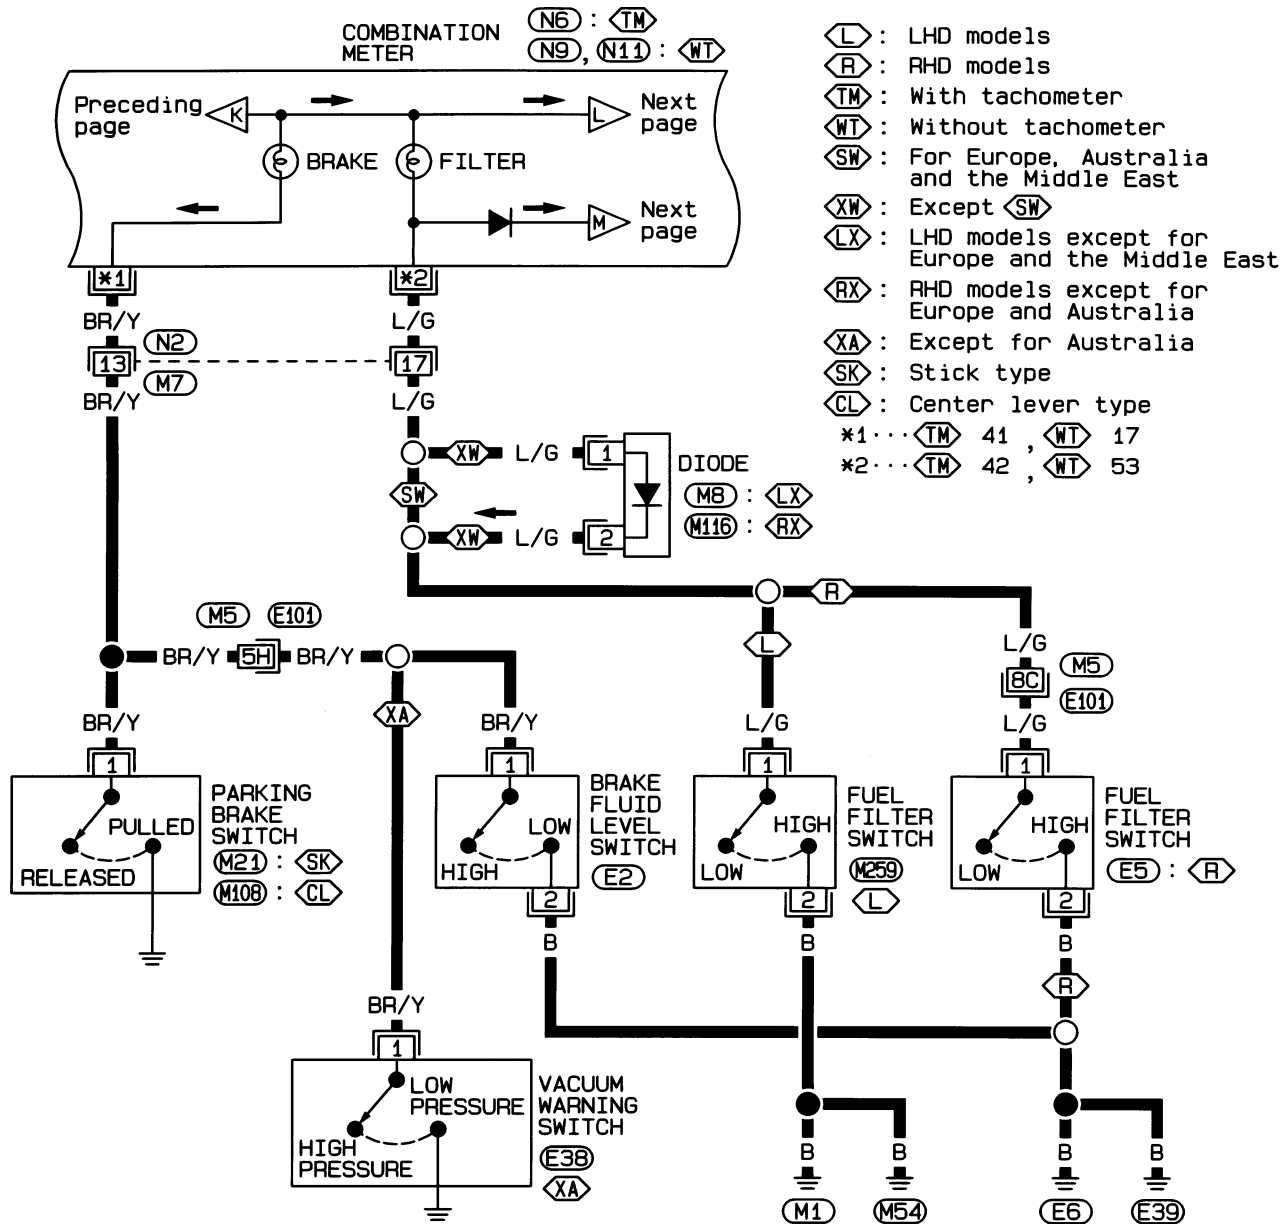 COMBINATION
METER
N6 : TM
N9 , N11 : WT
L : LHD models
R : RHD models
TM : With tachometer
WT : Without tachometer
SW : For Europe, Australia
and the Middle East
XW : Except SW
LX : LHD models except for
Europe and the Middle East
RX : RHD models except for
Europe and Australia
XA : Except for Australia
SK : Stick type
CL : Center lever type
*1··· TM 41 , WT 17
*2··· TM 42 , WT 53
Preceding
page
K
L
Next
page
BRAKE
FILTER
M
Next
page
*1
*2
BR/Y
L/G
N2
13
17
M7
BR/Y
L/G
XW
L/G
1
DIODE
SW
M8 : LX
M116 : RX
XW
L/G
2
R
L
M5
E101
BR/Y
5H
BR/Y
L/G
8C
M5
E101
XA
BR/Y
BR/Y
L/G
L/G
1
PULLED
RELEASED
PARKING
BRAKE
SWITCH
M21 : SK
M108 : CL
1
LOW
HIGH
2
BRAKE
FLUID
LEVEL
SWITCH
E2
1
HIGH
LOW
2
FUEL
FILTER
SWITCH
M259
L
1
HIGH
LOW
2
FUEL
FILTER
SWITCH
E5 : R
B
B
B
R
BR/Y
1
LOW
PRESSURE
HIGH
PRESSURE
VACUUM
WARNING
SWITCH
E38
XA
B
B
B
B
M1
M54
E6
E39